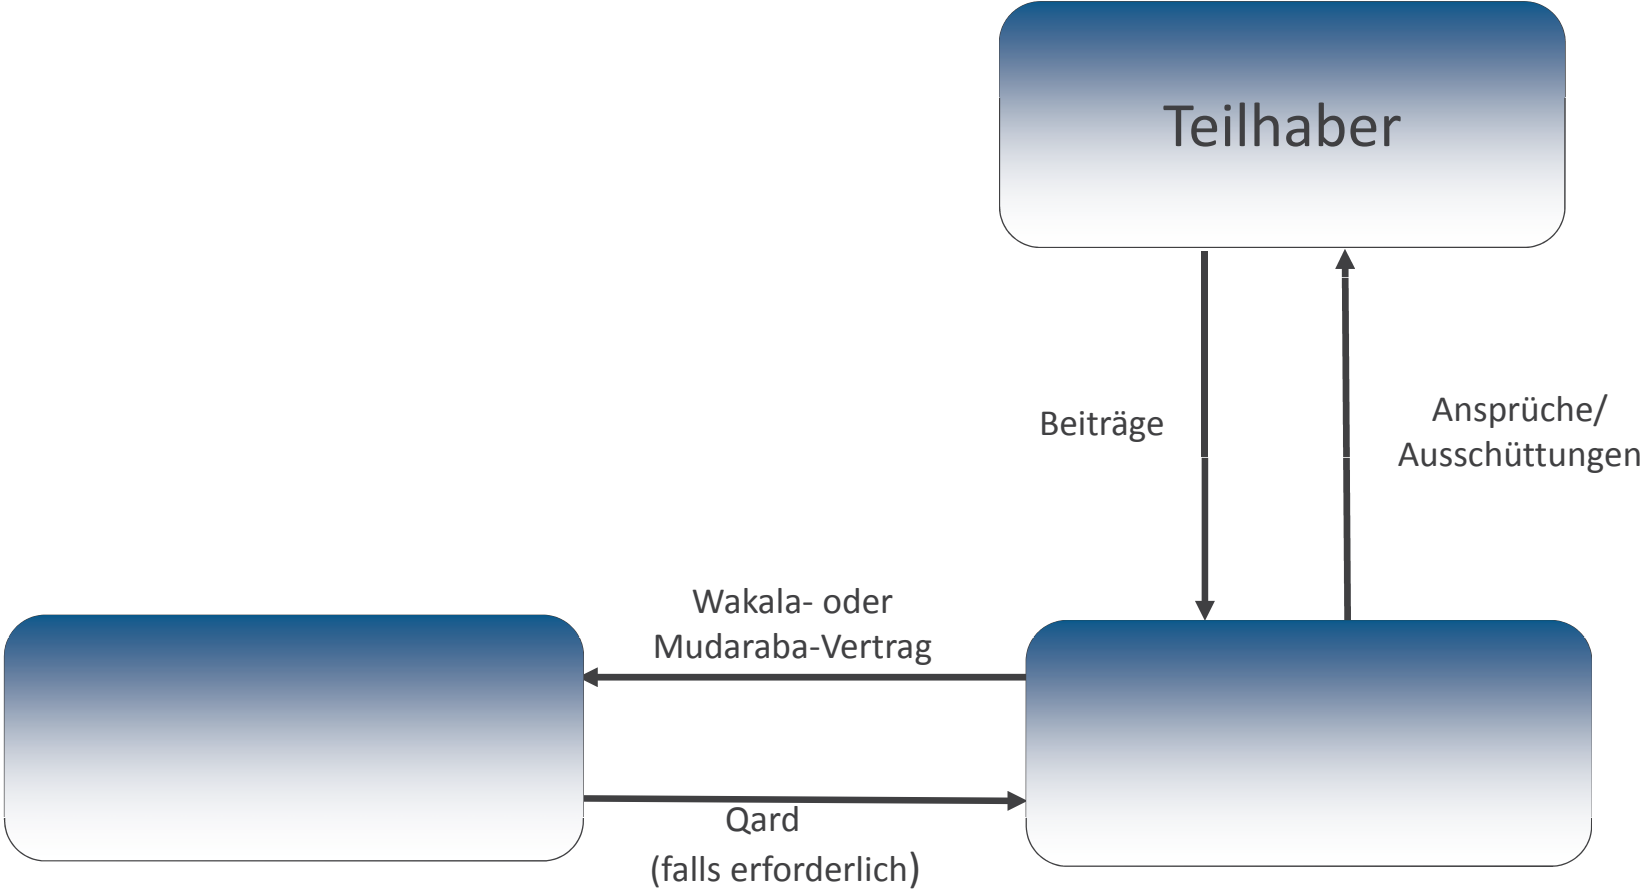 Teilhaber
Beiträge
Ansprüche/
Ausschüttungen
Wakala- oder
Mudaraba-Vertrag
Qard
(falls erforderlich)